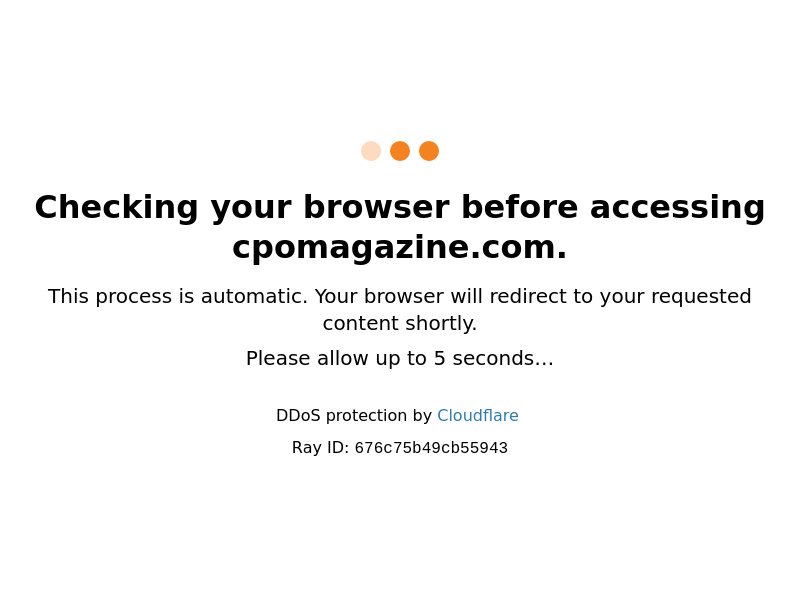 Checking your browser before accessing
cpomagazine.com.
This process is automatic. Your browser will redirect to your requested
content shortly.
Please allow up to 5 seconds…
DDoS protection by Cloudflare
Ray ID: 676c75b49cb55943